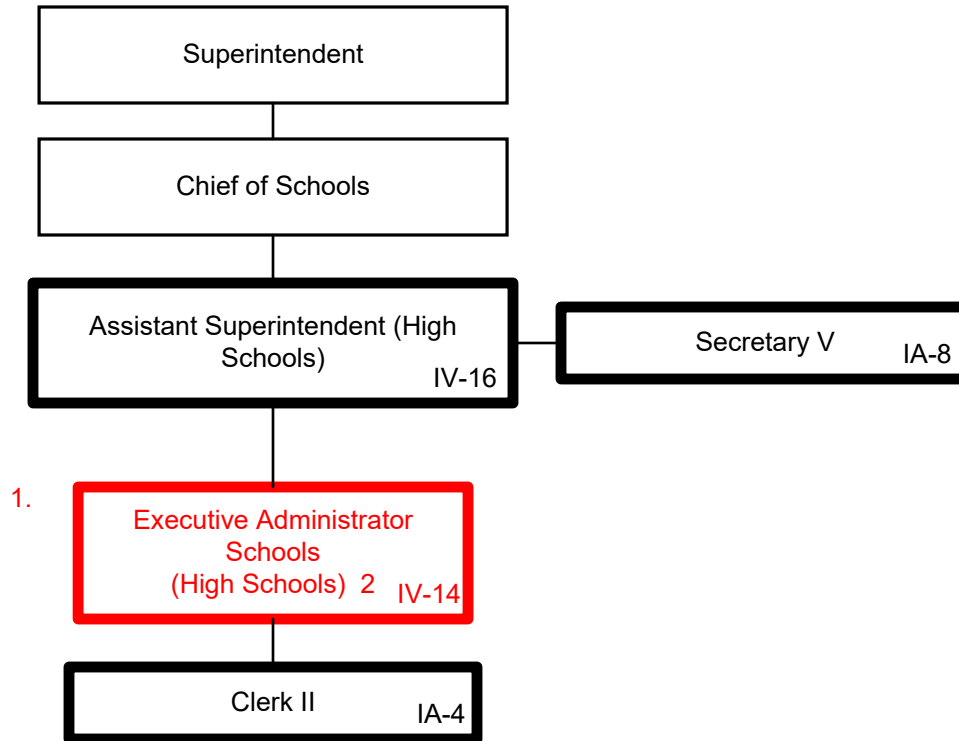 Superintendent
Chief of Schools
Assistant Superintendent (High
Schools)
IV-16
Secretary V
IA-8
1.
Executive Administrator
Schools
(High Schools) 2
IV-14
Clerk II
IA-4